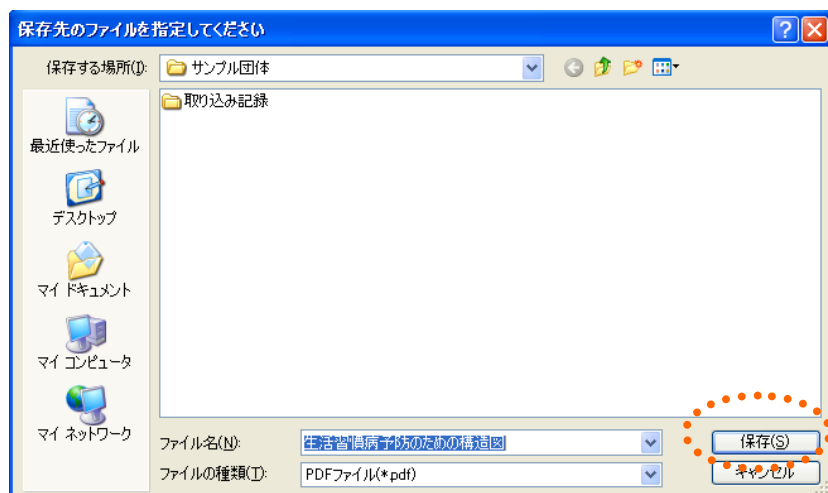 保存先のファイルを指定してください
保存する場所(I):
サンプル団体
取り込み記録
最近使ったファイル
デスクトップ
マイ ドキュメント
マイ コンピュータ
マイ ネットワーク
ファイル名(N):
生活習慣病予防のための構造図
保存(S)
ファイルの種類(T):
PDFファイル(*.pdf)
キャンセル